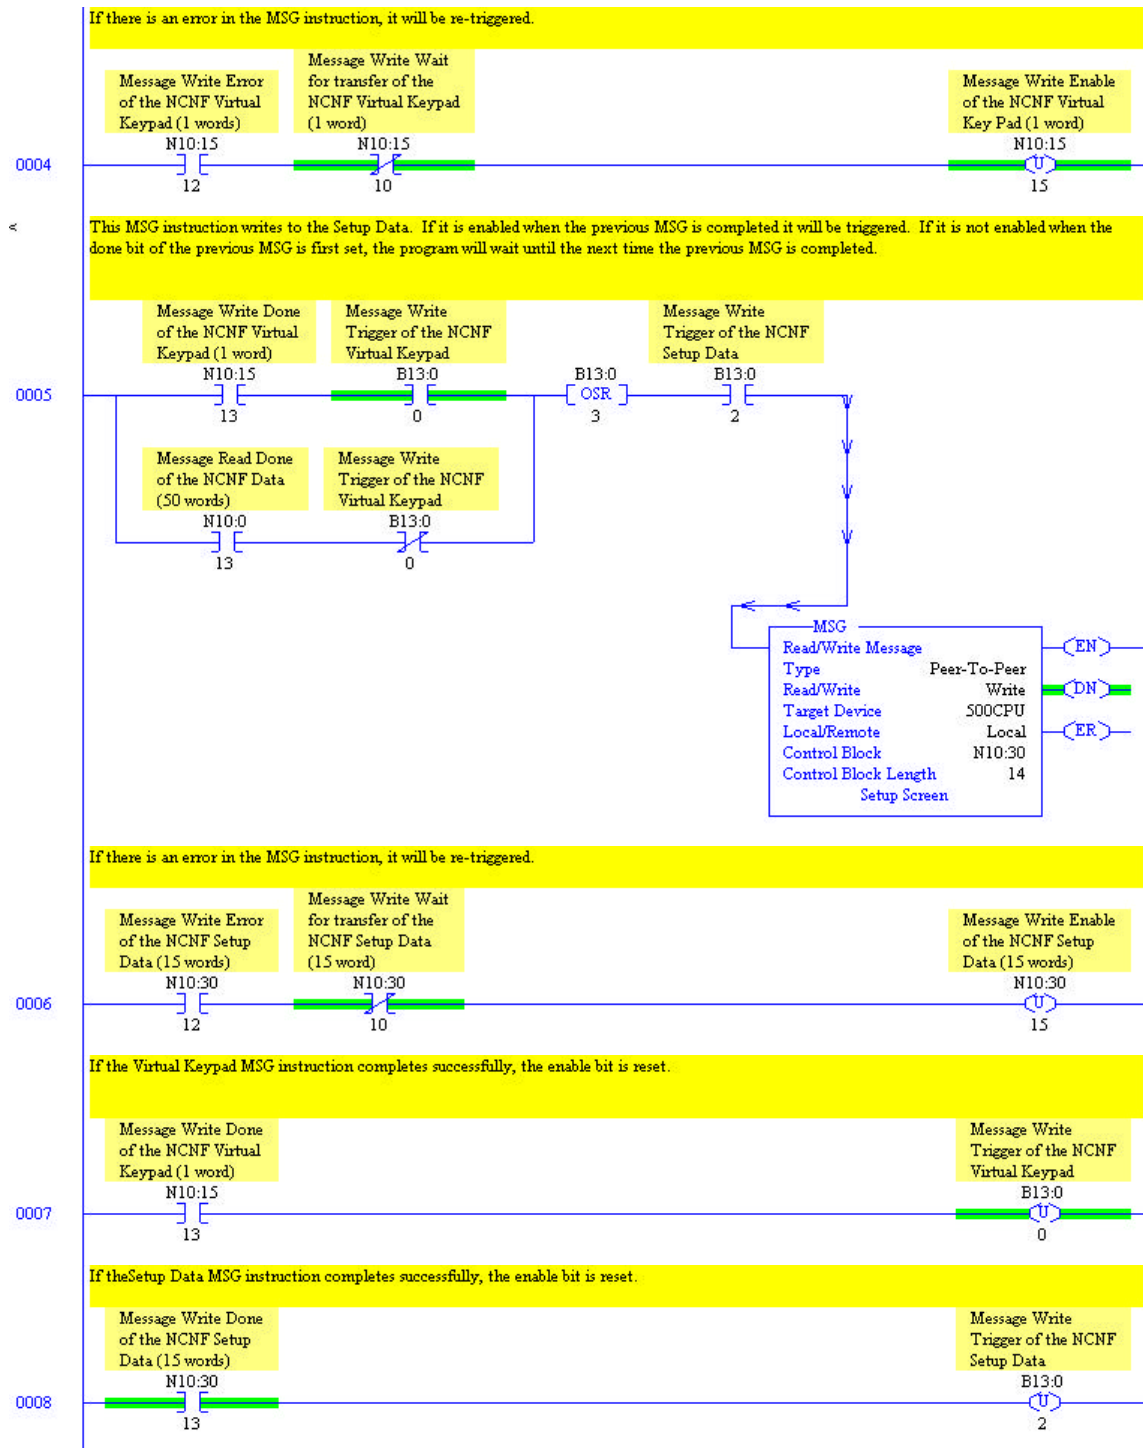 If there is an error in the MSG instruction, it will be re-triggered.
Message Write Error
of the NCNF Virtual
Keypad (1 words)
N10:15
12
Message Write Wait
for transfer of the
NCNF Virtual Keypad
(1 word)
N10:15
10
Message Write Enable
of the NCNF Virtual
Key Pad (1 word)
N10:15
U
15
0004
This MSG instruction writes to the Setup Data. If it is enabled when the previous MSG is completed it will be triggered. If it is not enabled when the
done bit of the previous MSG is first set, the program will wait until the next time the previous MSG is completed.
Message Write Done
of the NCNF Virtual
Keypad (1 word)
N10:15
13
Message Write
Trigger of the NCNF
Virtual Keypad
B13:0
0
B13:0
OSR
3
Message Write
Trigger of the NCNF
Setup Data
B13:0
2
0005
Message Read Done
of the NCNF Data
(50 words)
N10:0
13
Message Write
Trigger of the NCNF
Virtual Keypad
B13:0
0
MSG
Read/Write Message
Type Peer-To-Peer
Read/Write Write
Target Device 500CPU
Local/Remote Local
Control Block N10:30
Control Block Length 14
Setup Screen
EN
DN
ER
If there is an error in the MSG instruction, it will be re-triggered.
Message Write Error
of the NCNF Setup
Data (15 words)
N10:30
12
Message Write Wait
for transfer of the
NCNF Setup Data
(15 word)
N10:30
10
Message Write Enable
of the NCNF Setup
Data (15 words)
N10:30
U
15
0006
If the Virtual Keypad MSG instruction completes successfully, the enable bit is reset.
Message Write Done
of the NCNF Virtual
Keypad (1 word)
N10:15
13
Message Write
Trigger of the NCNF
Virtual Keypad
B13:0
U
0
0007
If theSetup Data MSG instruction completes successfully, the enable bit is reset.
Message Write Done
of the NCNF Setup
Data (15 words)
N10:30
13
Message Write
Trigger of the NCNF
Setup Data
B13:0
U
2
0008